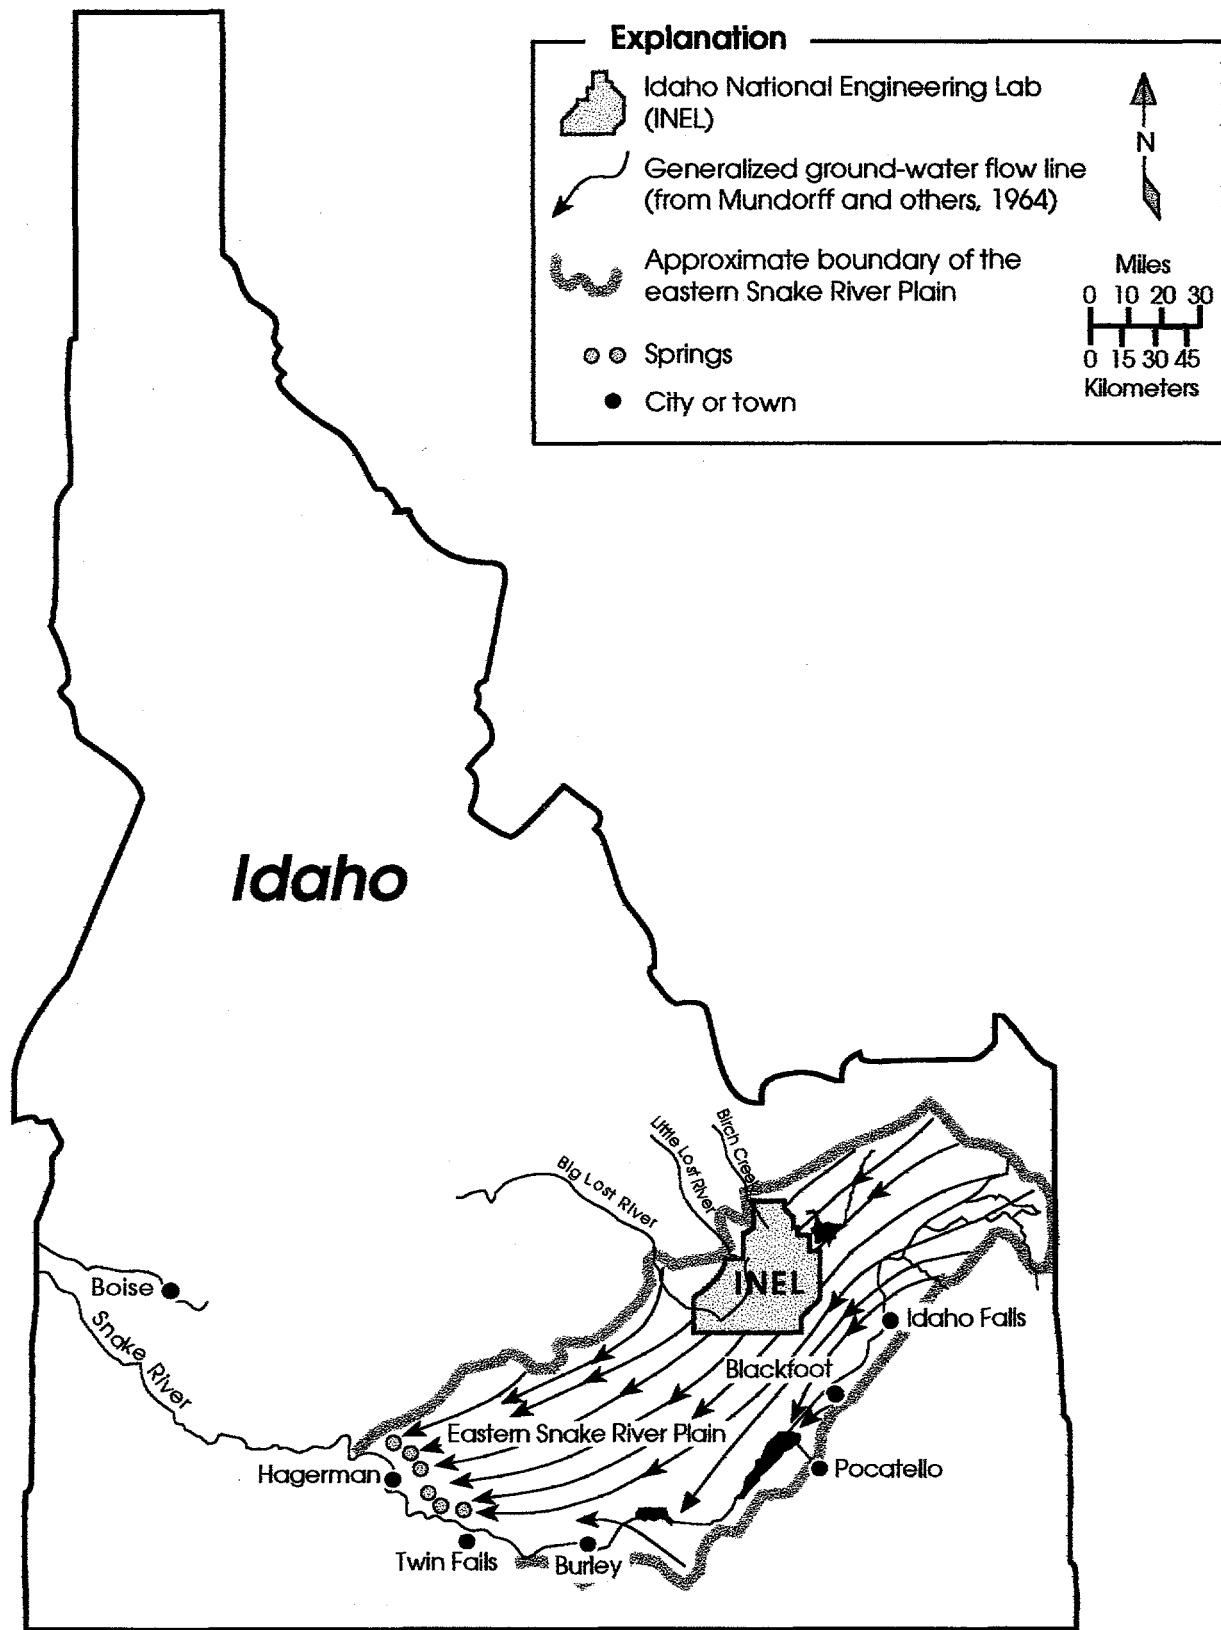 Explanation
Idaho National Engineering Lab
(INEL)
Generalized ground-water flow line
(from Mundorff and others, 1964)
Approximate boundary of the
eastern Snake River Plain
Springs
City or town
N
Miles
0 10 20 30
0 15 30 45
Kilometers
Idaho
Birch Creek
Little Lost River
Big Lost River
INEL
Boise
Snake River
Idaho Falls
Blackfoot
Eastern Snake River Plain
Pocatello
Hagerman
Twin Falls
Burley